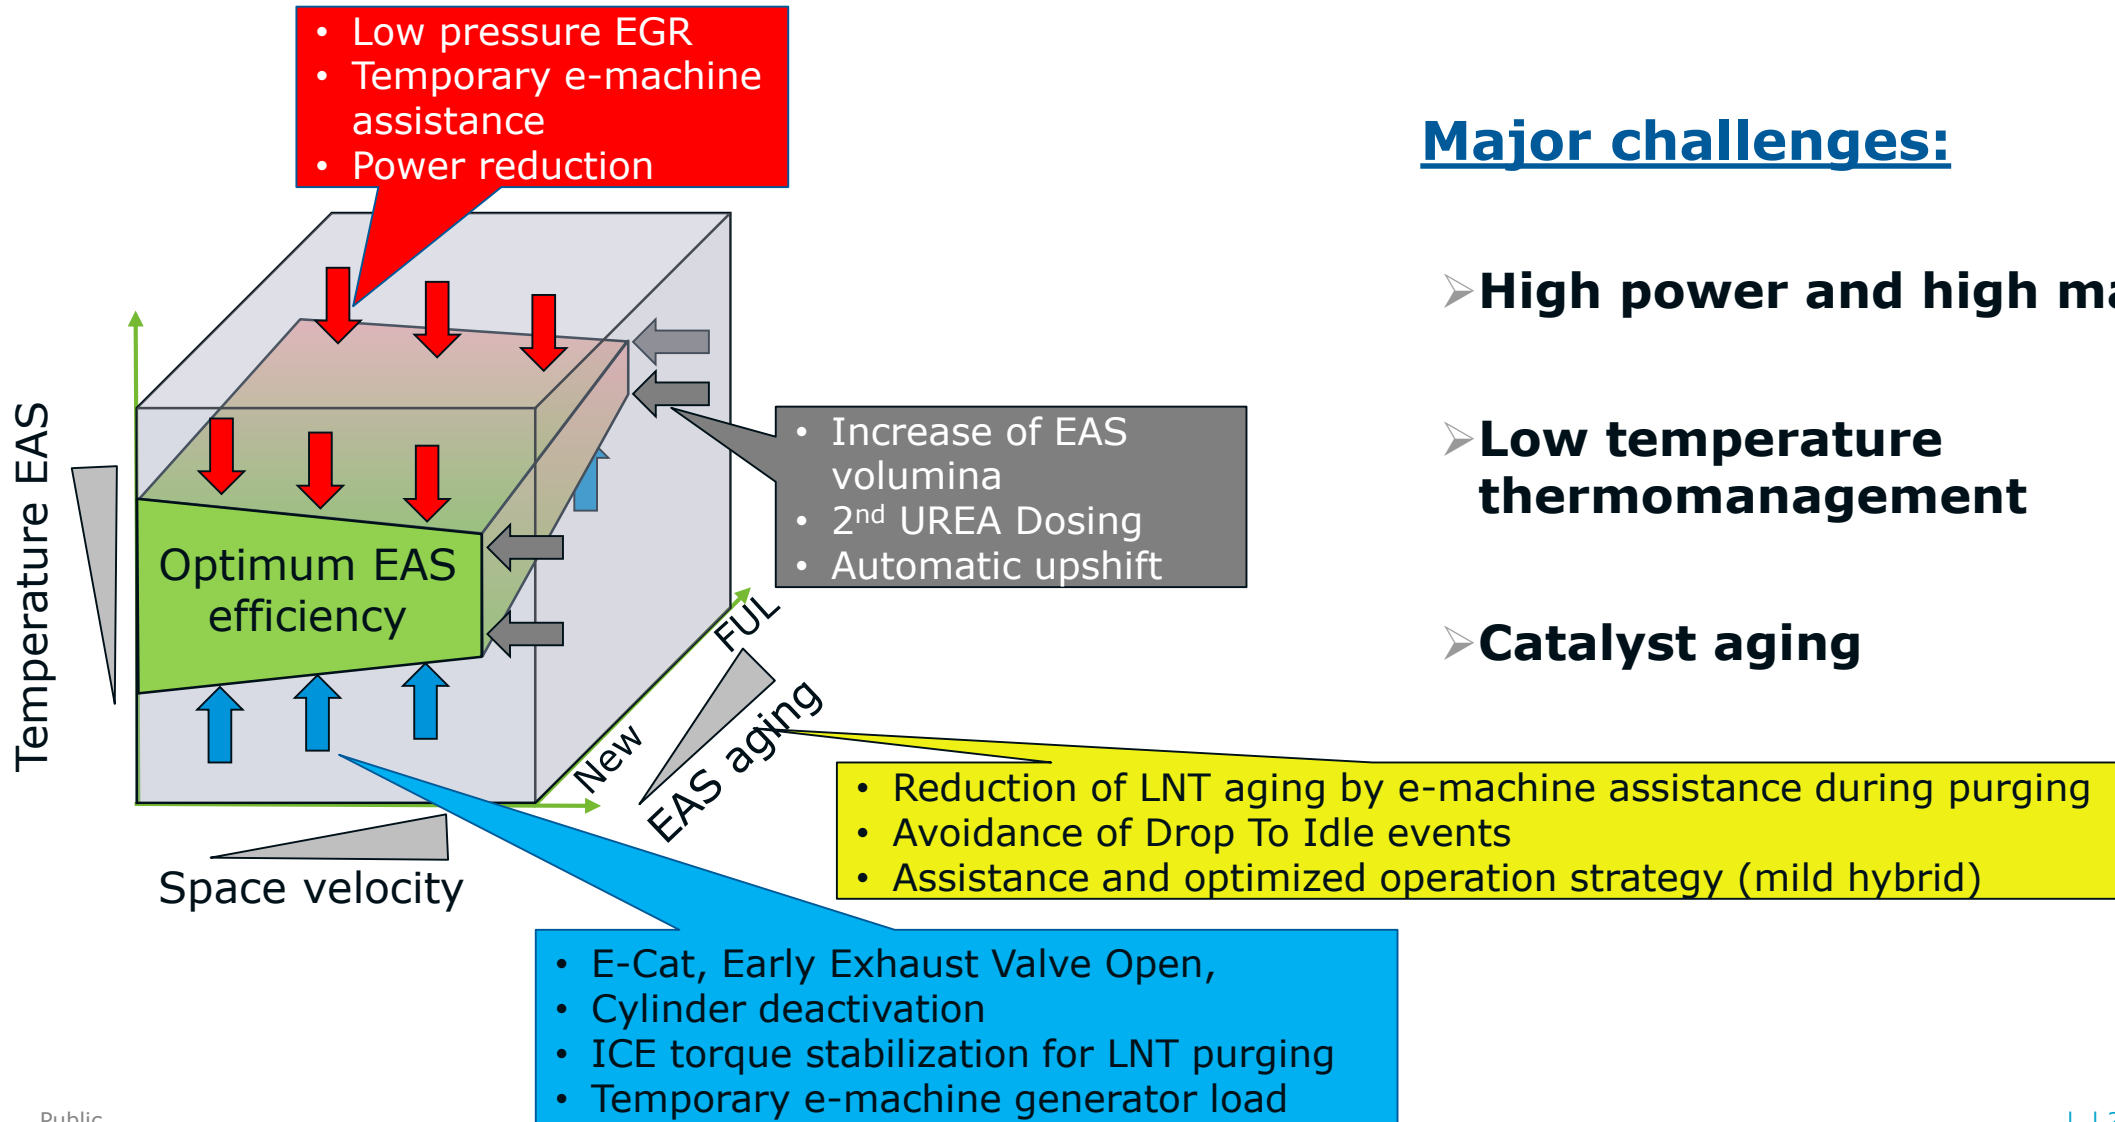 • Low pressure EGR
• Temporary e-machine
assistance
• Power reduction
Major challenges:
➢High power and high ma
➢Low temperature
thermomanagement
➢Catalyst aging
Temperature EAS
Optimum EAS
efficiency
• Increase of EAS
volumina
• 2nd UREA Dosing
• Automatic upshift
FUL
New
EAS aging
Space velocity
• Reduction of LNT aging by e-machine assistance during purging
• Avoidance of Drop To Idle events
• Assistance and optimized operation strategy (mild hybrid)
• E-Cat, Early Exhaust Valve Open,
• Cylinder deactivation
• ICE torque stabilization for LNT purging
• Temporary e-machine generator load
Public